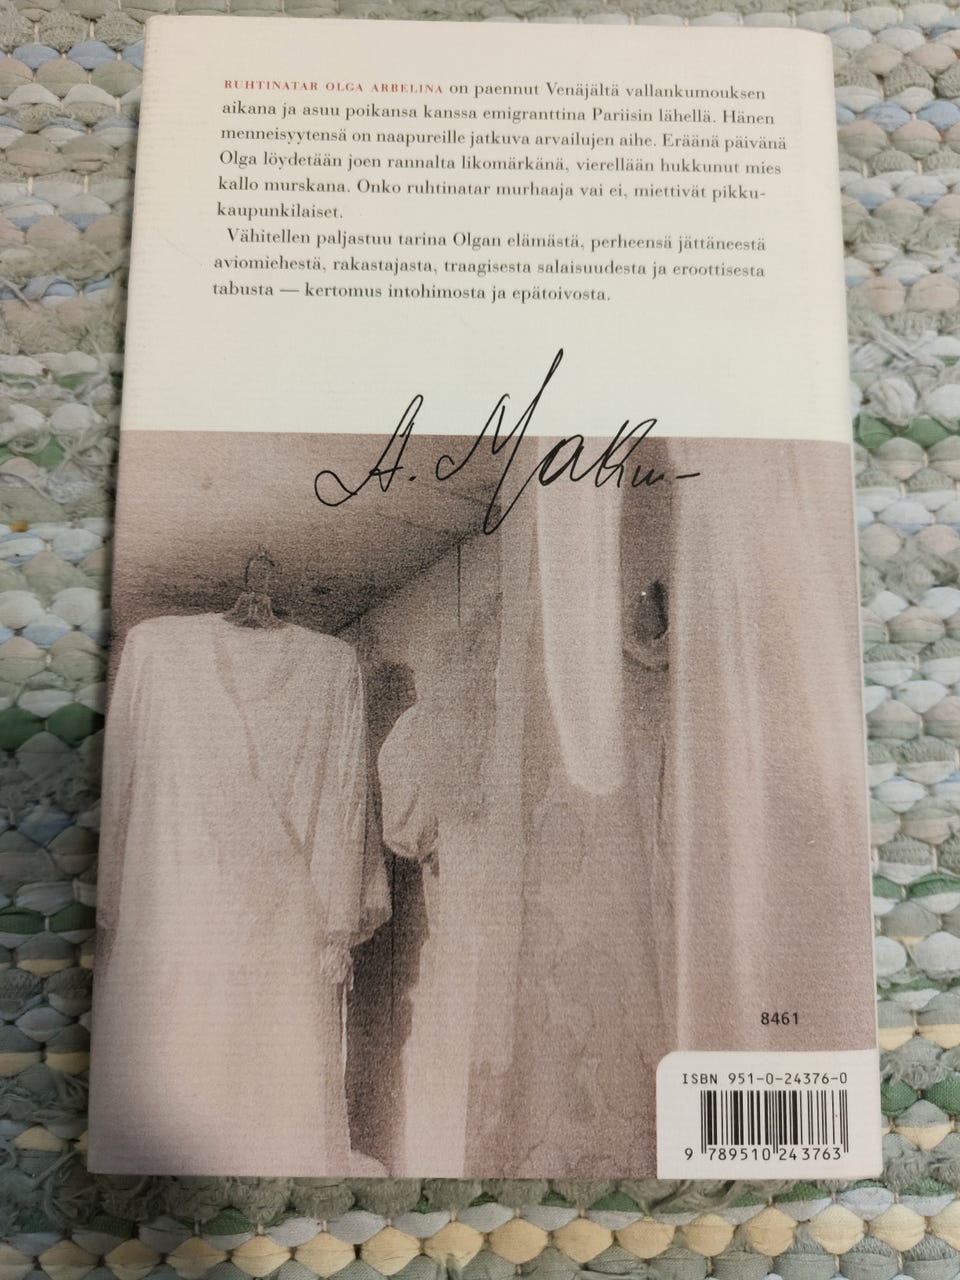 RUHTINATAR OLGA ARBELINA on paennut Venäjältä vallankumouksen
aikana ja asuu poikansa kanssa emigranttina Pariisin lähellä. Hänen
menneisyytensä on naapureille jatkuva arvailujen aihe. Eräänä päivänä
Olga löydetään joen rannalta likomärkänä, vierellään hukkunut mies
kallo murskana. Onko ruhtinatar murhaaja vai ei, miettivät pikku-
kaupunkilaiset.
Vähitellen paljastuu tarina Olgan elämästä, perheensä jättäneestä
aviomiehestä, rakastajasta, traagisesta salaisuudesta ja eroottisesta
tabusta — kertomus intohimosta ja epätoivosta.
A.
8461
ISBN 951-0-24376-0
9 789510 243763